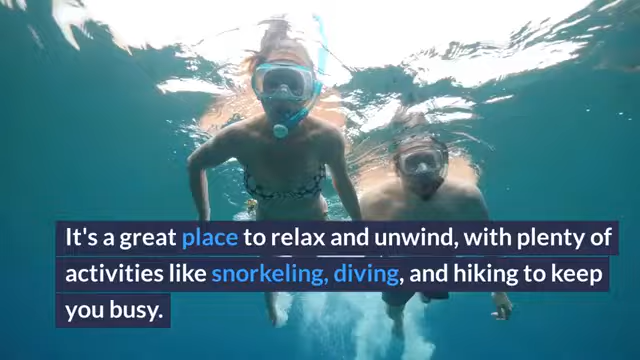 It's a great place to relax and unwind, with plenty of
activities like snorkeling, diving, and hiking to keep
you busy.